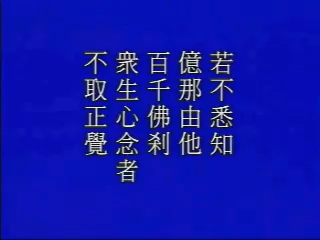 若不悉知
億那由他
百千佛剎
衆生心念者
不取正覺